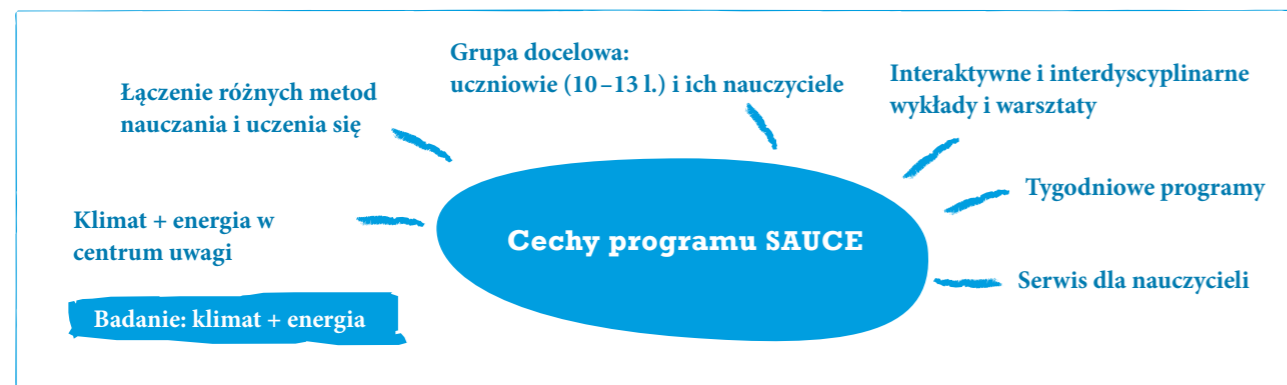 Grupa docelowa:
uczniowie (10–13 l.) i ich nauczyciele
Łączenie różnych metod
nauczania i uczenia się
Interaktywne i interdyscyplinarne
wykłady i warsztaty
Tygodniowe programy
Klimat + energia w
centrum uwagi
Cechy programu SAUCE
Serwis dla nauczycieli
Badanie: klimat + energia